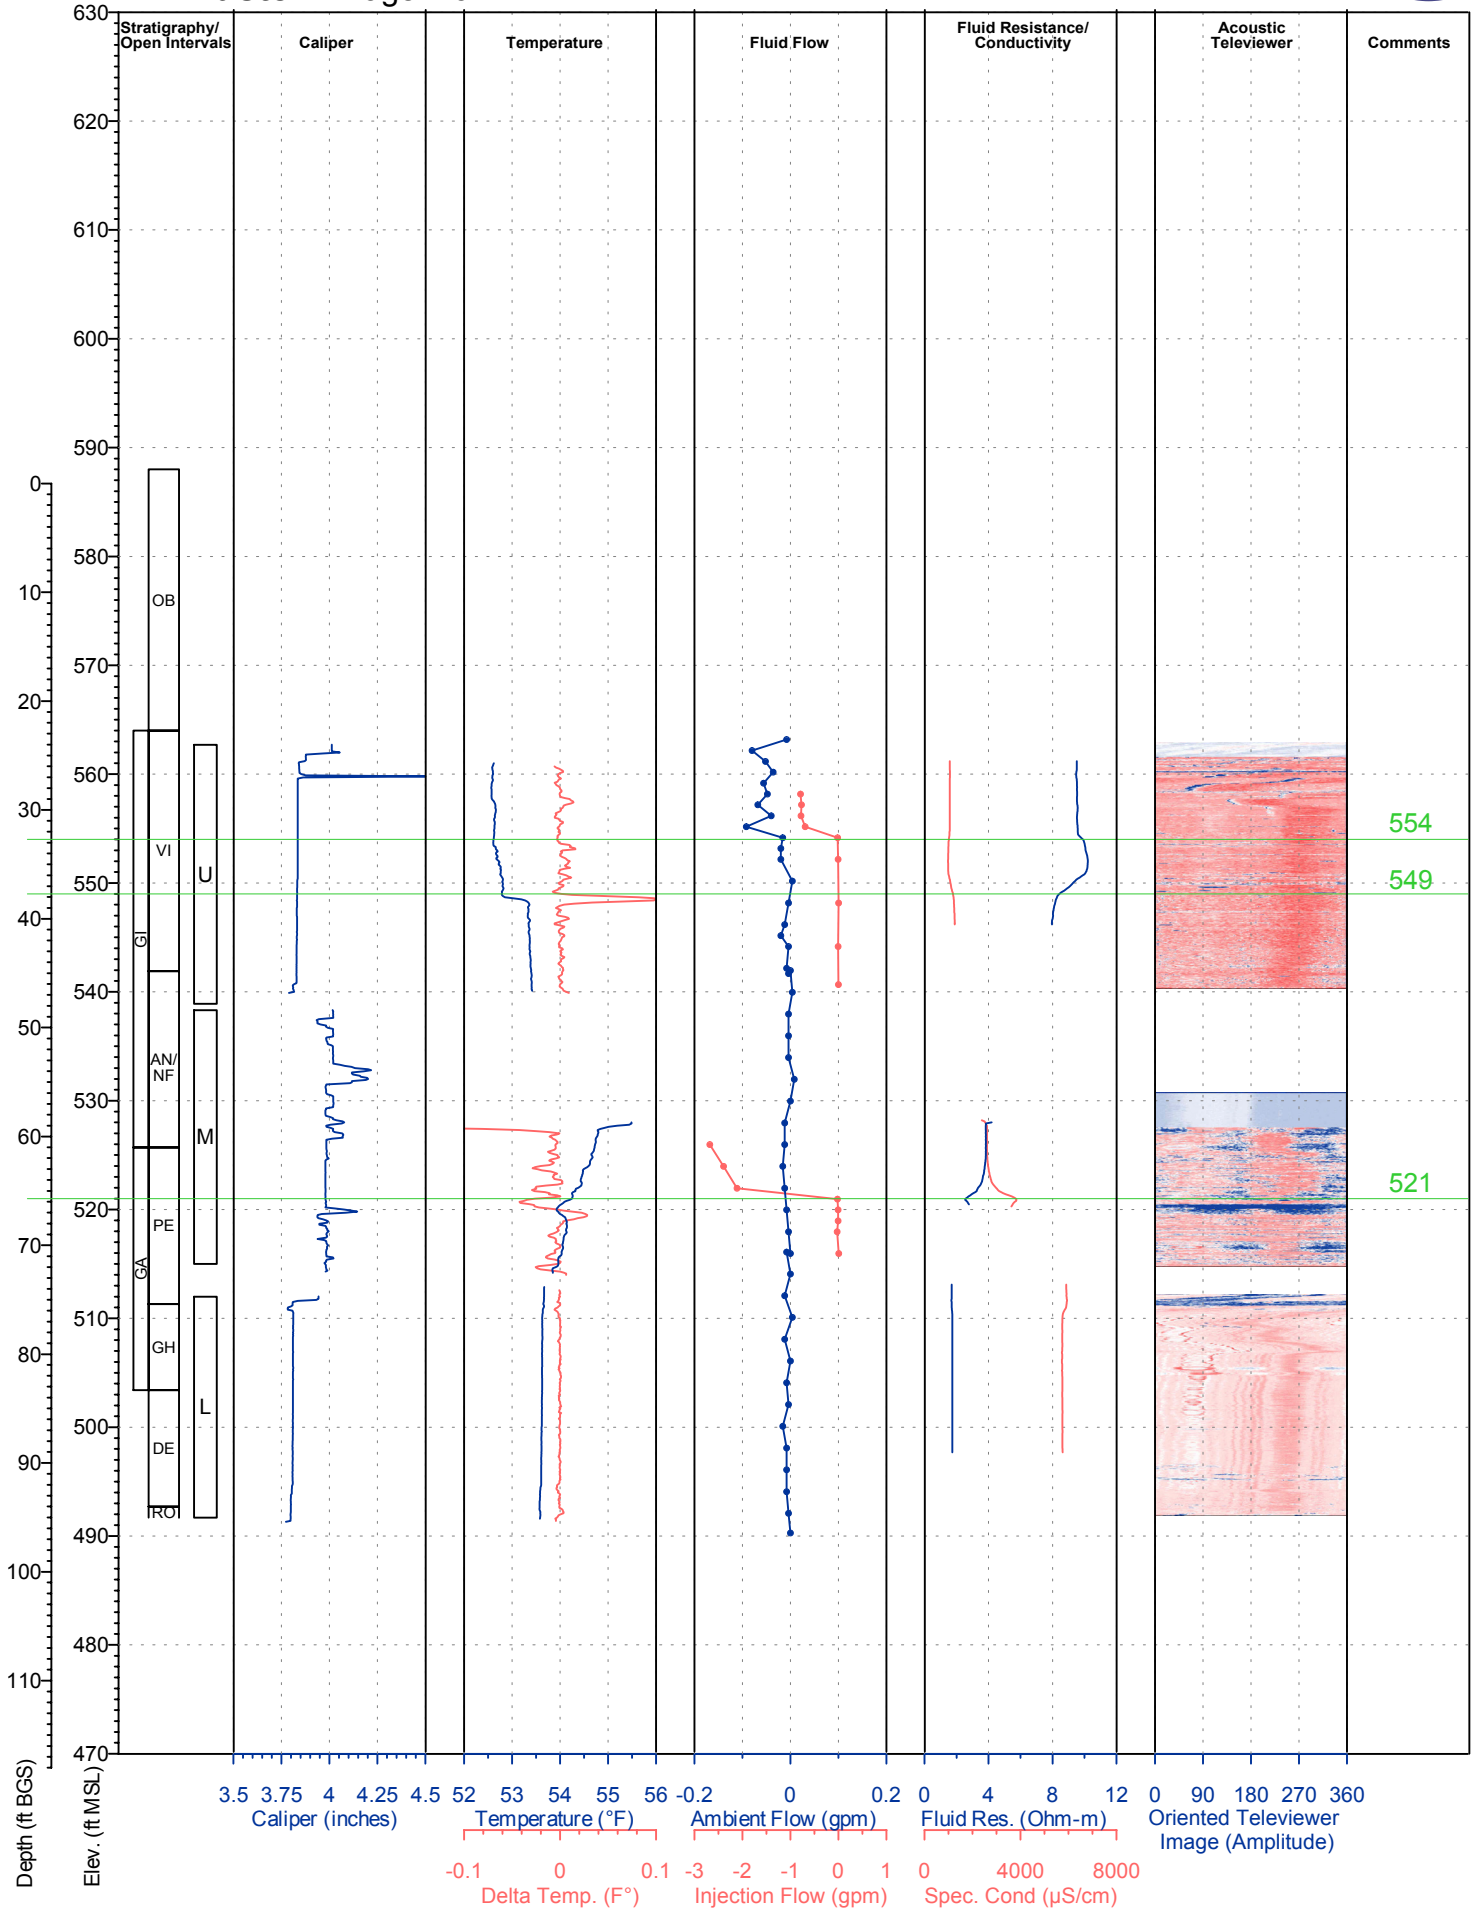 Stratigraphy/
Open Intervals
Caliper
Temperature
Fluid Flow
Fluid Resistance/
Conductivity
Acoustic
Televiewer
Comments
630
620
610
600
590
580
570
560
550
540
530
520
510
500
490
480
470
0
10
20
30
40
50
60
70
80
90
100
110
OB
VI
GI
U
AN/
NF
M
PE
GA
GH
L
DE
RO
554
549
521
Depth (ft BGS)
Elev. (ft MSL)
3.5 3.75 4 4.25 4.5
Caliper (inches)
52 53 54 55 56
Temperature (°F)
-0.1 0 0.1
Delta Temp. (F°)
-0.2 0 0.2
Ambient Flow (gpm)
-3 -2 -1 0 1
Injection Flow (gpm)
0 4 8 12
Fluid Res. (Ohm-m)
0 4000 8000
Spec. Cond (µS/cm)
0 90 180 270 360
Oriented Televiewer
Image (Amplitude)